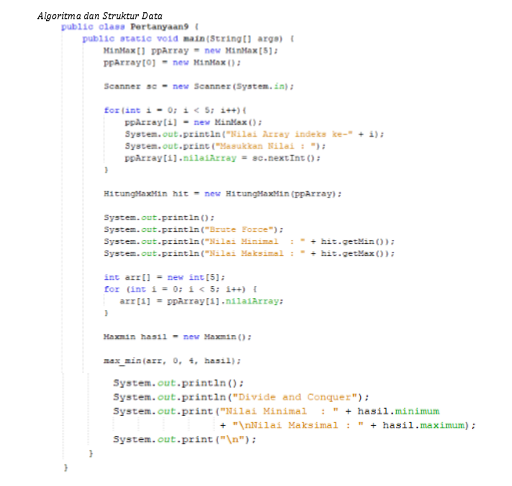 Algoritma dan Struktur Data
public class Pertanyaan9 {
public static void main(String[] args) {
MinMax[] ppArray = new MinMax[5];
ppArray[0] = new MinMax();
Scanner sc = new Scanner(System.in);
for(int i = 0; i < 5; i++){
ppArray[i] = new MinMax();
System.out.println("Nilai Array indeks ke-" + i);
System.out.print("Masukkan Nilai : ");
ppArray[i].nilaiArray = sc.nextInt();
}
HitungMaxMin hit = new HitungMaxMin(ppArray);
System.out.println();
System.out.println("Brute Force");
System.out.println("Nilai Minimal : " + hit.getMin());
System.out.println("Nilai Maksimal : " + hit.getMax());
int arr[] = new int[5];
for (int i = 0; i < 5; i++) {
arr[i] = ppArray[i].nilaiArray;
}
Maxmin hasil = new Maxmin();
max_min(arr, 0, 4, hasil);
System.out.println();
System.out.println("Divide and Conquer");
System.out.print("Nilai Minimal : " + hasil.minimum
+ "\nNilai Maksimal : " + hasil.maximum);
System.out.print("\n");
}
}